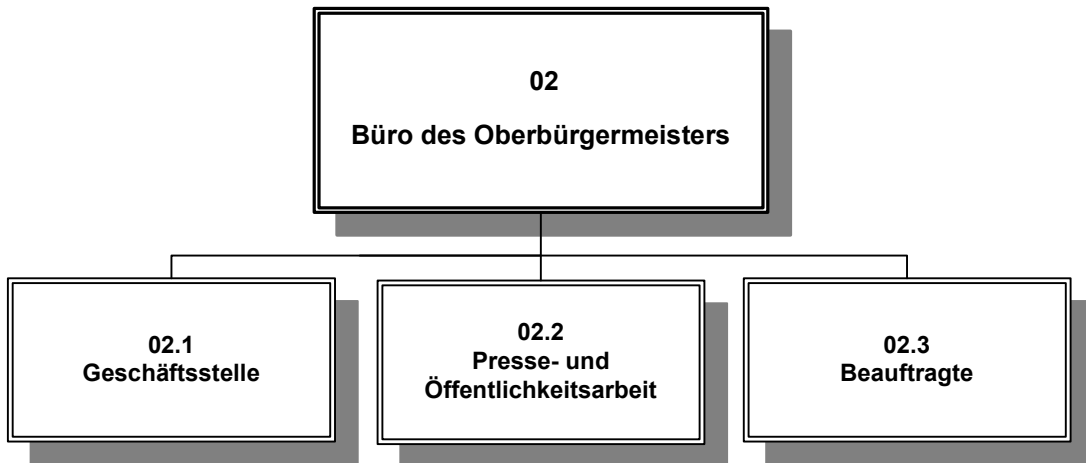 02
Büro des Oberbürgermeisters
02.1
Geschäftsstelle
02.2
Presse- und
Öffentlichkeitsarbeit
02.3
Beauftragte